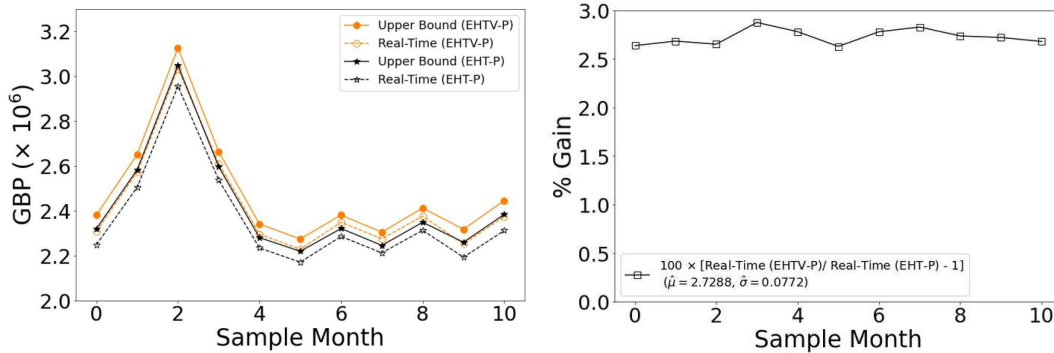 Upper Bound (EHTV-P)
Real-Time (EHTV-P)
Upper Bound (EHT-P)
Real-Time (EHT-P)
GBP (× 10⁶)
3.2
3.0
2.8
2.6
2.4
2.2
2.0
0 2 4 6 8 10
Sample Month
% Gain
3.0
2.5
2.0
1.5
1.0
0.5
0.0
100 × [Real-Time (EHTV-P)/ Real-Time (EHT-P) - 1]
(μ̂ = 2.7288, σ̂ = 0.0772)
0 2 4 6 8 10
Sample Month